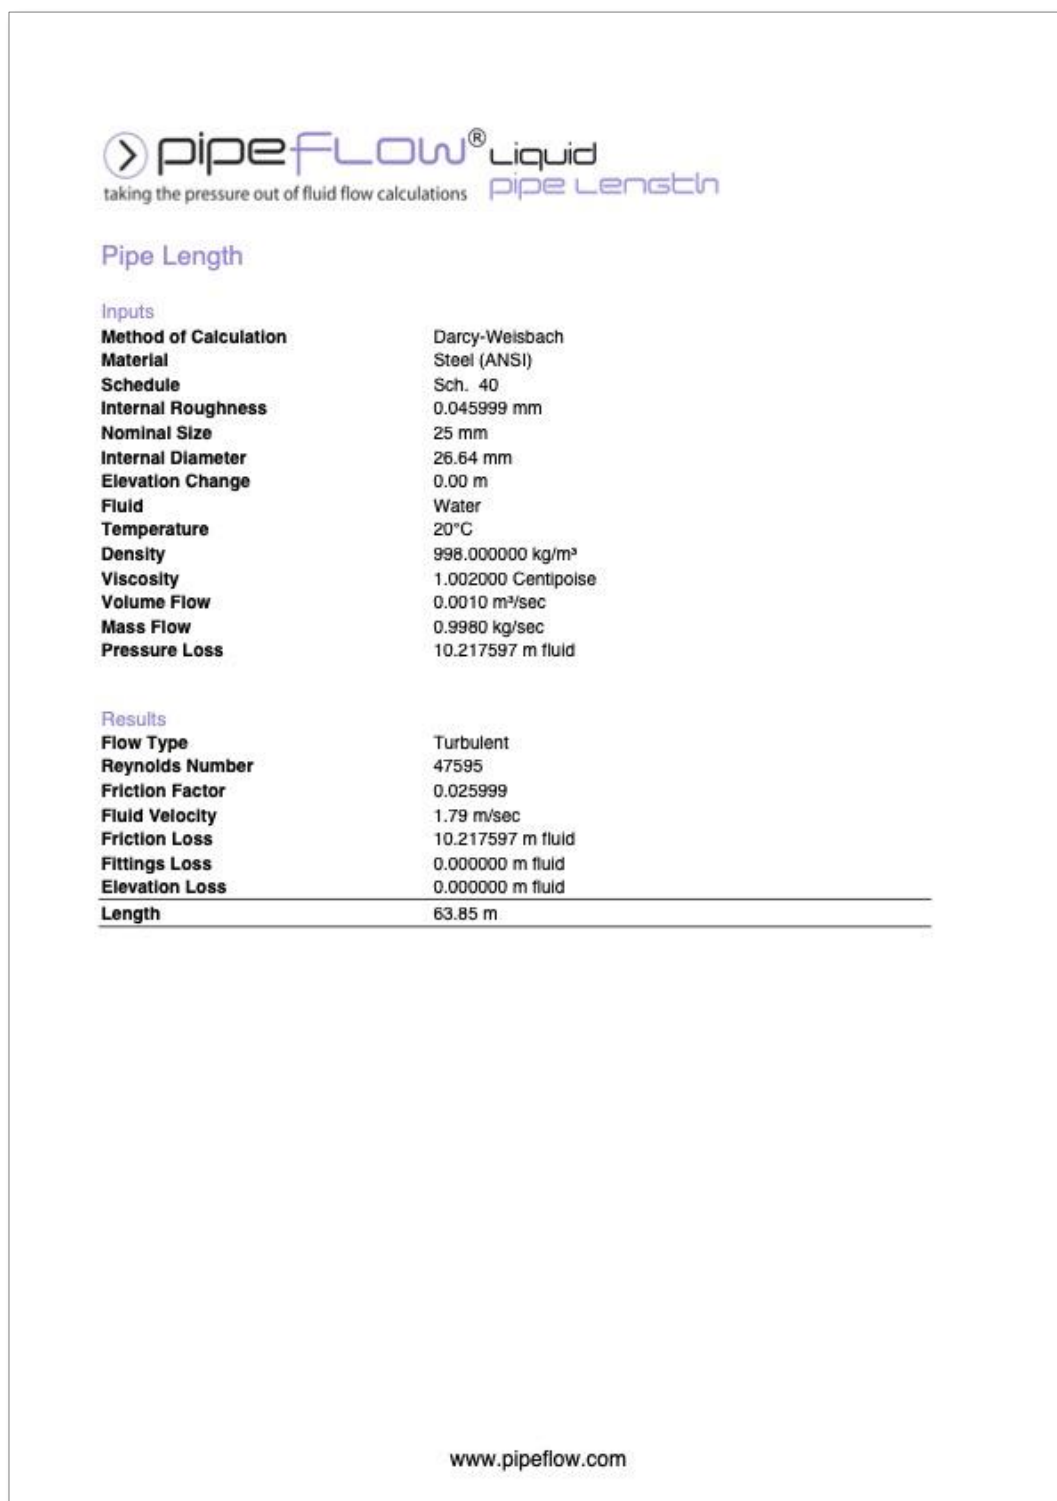 pipeFLOW® Liquid
taking the pressure out of fluid flow calculations pipe Length
Pipe Length
Inputs
Method of Calculation Darcy-Weisbach
Material Steel (ANSI)
Schedule Sch. 40
Internal Roughness 0.045999 mm
Nominal Size 25 mm
Internal Diameter 26.64 mm
Elevation Change 0.00 m
Fluid Water
Temperature 20°C
Density 998.000000 kg/m³
Viscosity 1.002000 Centipoise
Volume Flow 0.0010 m³/sec
Mass Flow 0.9980 kg/sec
Pressure Loss 10.217597 m fluid
Results
Flow Type Turbulent
Reynolds Number 47595
Friction Factor 0.025999
Fluid Velocity 1.79 m/sec
Friction Loss 10.217597 m fluid
Fittings Loss 0.000000 m fluid
Elevation Loss 0.000000 m fluid
Length 63.85 m
www.pipeflow.com